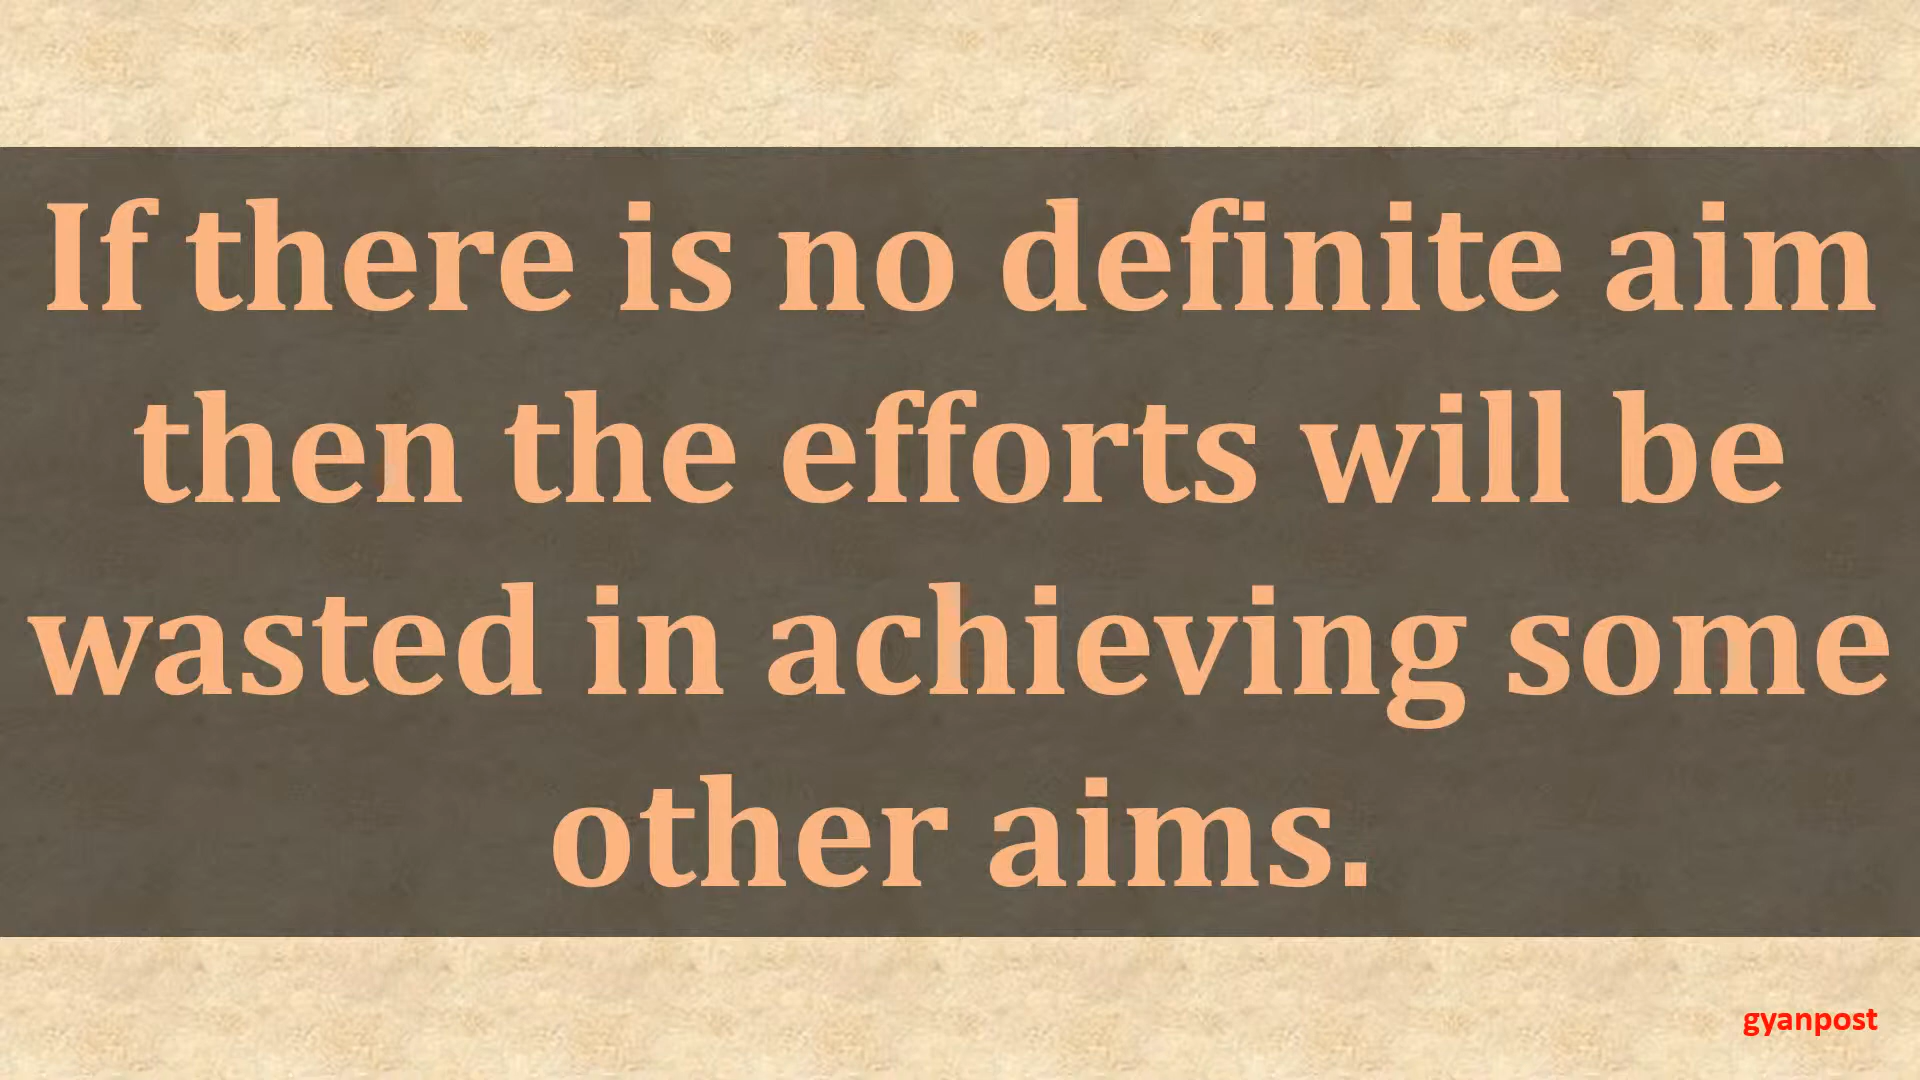 If there is no definite aim
then the efforts will be
wasted in achieving some
other aims.
gyanpost